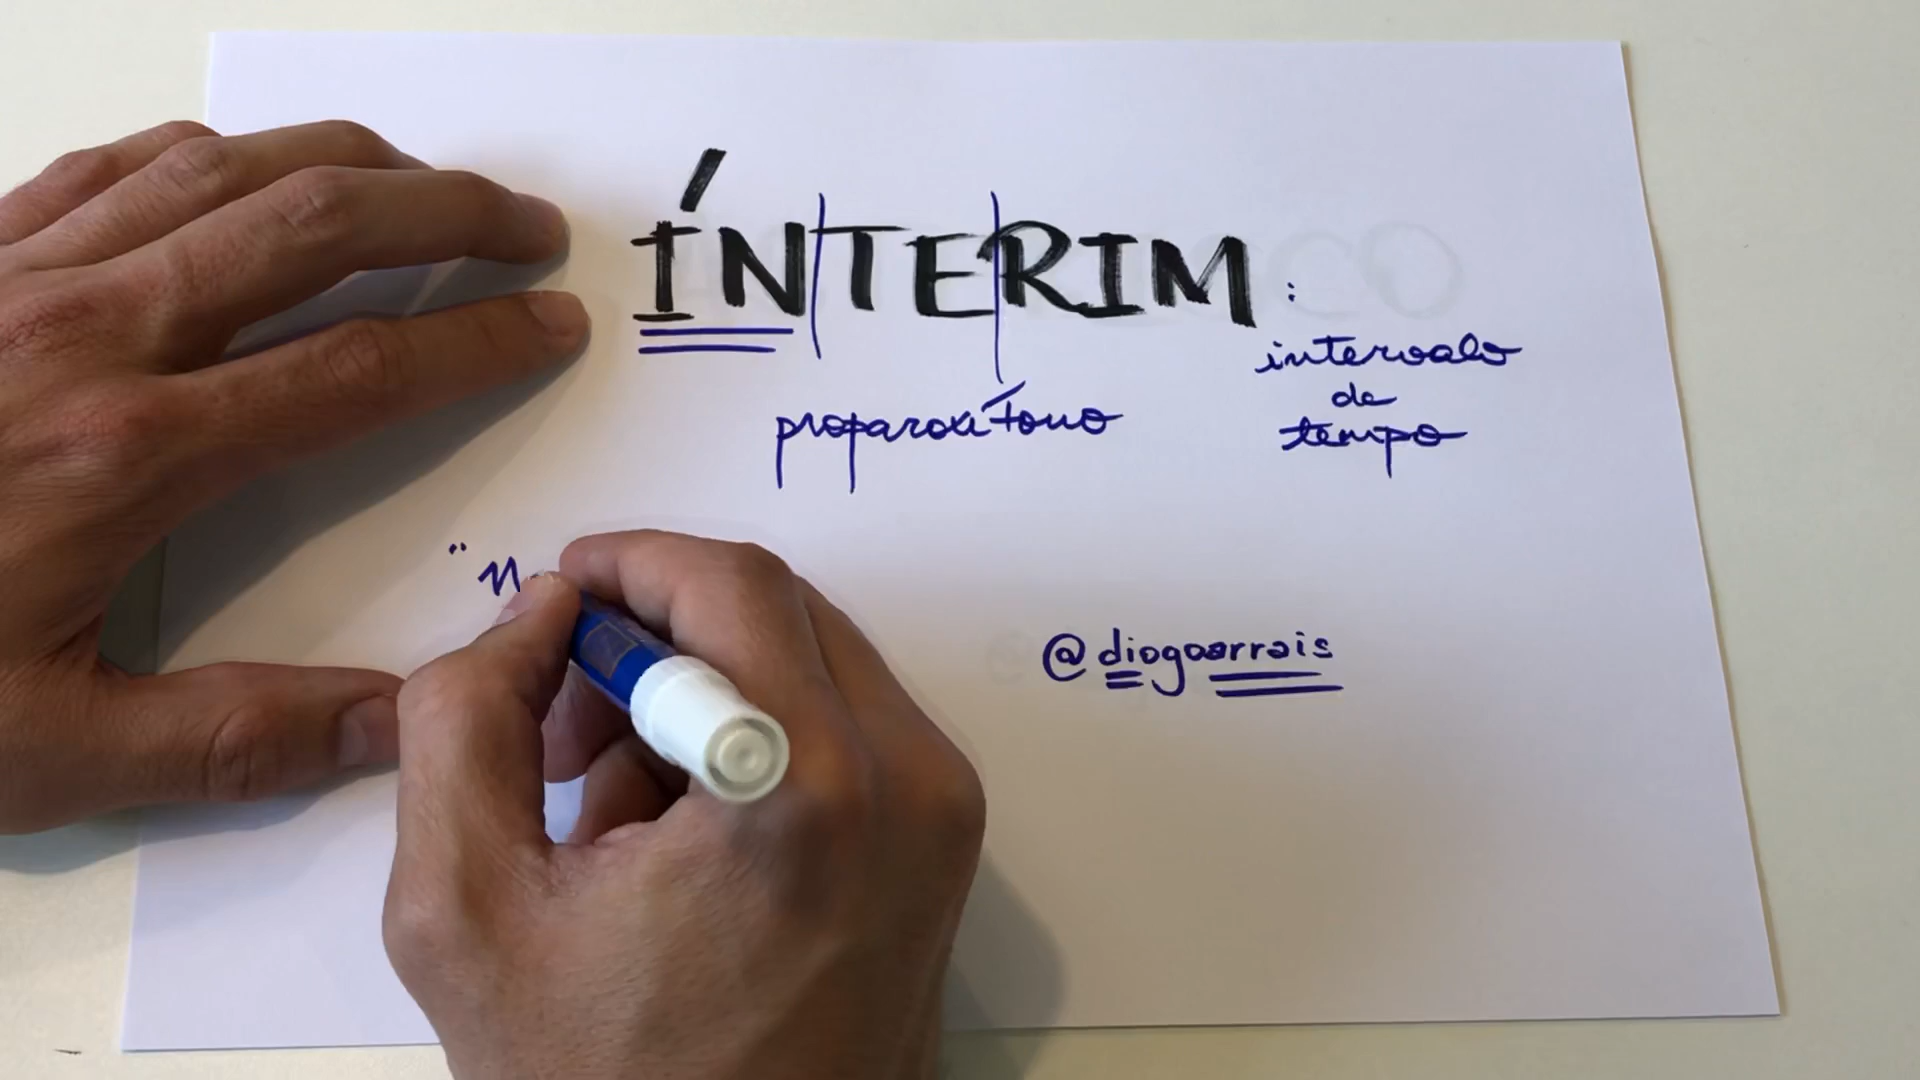 ÍNTERIM :
intervalo
de
tempo
proparoxítono
"N
@diogoarrais